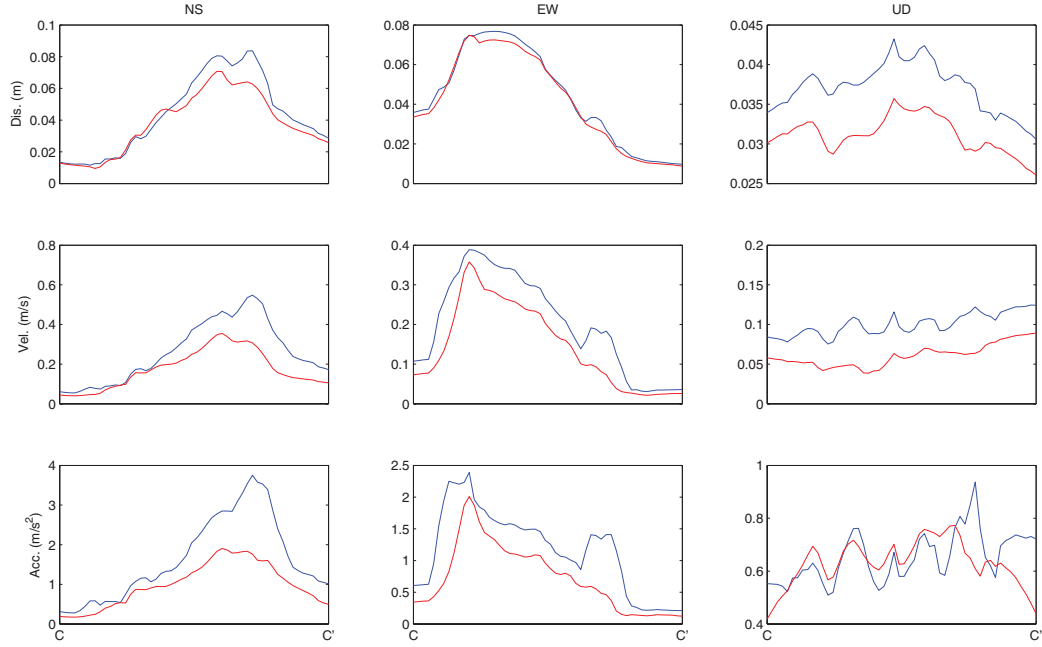 NS EW UD
0.1 0.08 0.045
0.08 0.06 0.04
0.06 0.04 0.035
0.04 0.02 0.03
0.02 0 0.025
0
Dis. (m)
0.8 0.4 0.2
0.6 0.3 0.15
0.4 0.2 0.1
0.2 0.1 0.05
0 0 0
Vel. (m/s)
4 2.5 1
3 2 0.8
2 1.5 0.6
1 1 0.4
0 0.5
0
Acc. (m/s²)
C C' C C' C C'